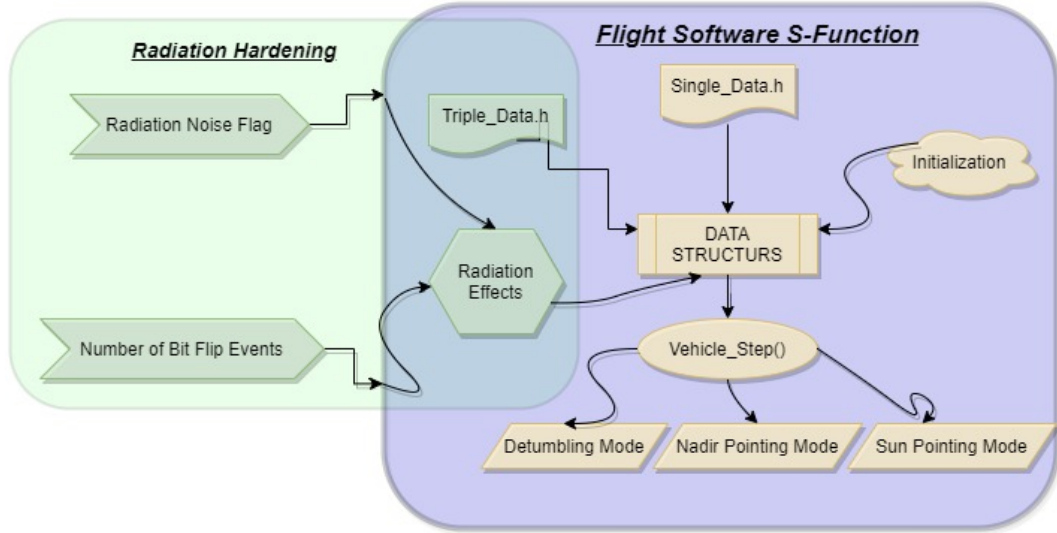 Radiation Hardening
Flight Software S-Function
Radiation Noise Flag
Triple_Data.h
Single_Data.h
Initialization
DATA
STRUCTURS
Radiation
Effects
Number of Bit Flip Events
Vehicle_Step()
Detumbling Mode
Nadir Pointing Mode
Sun Pointing Mode